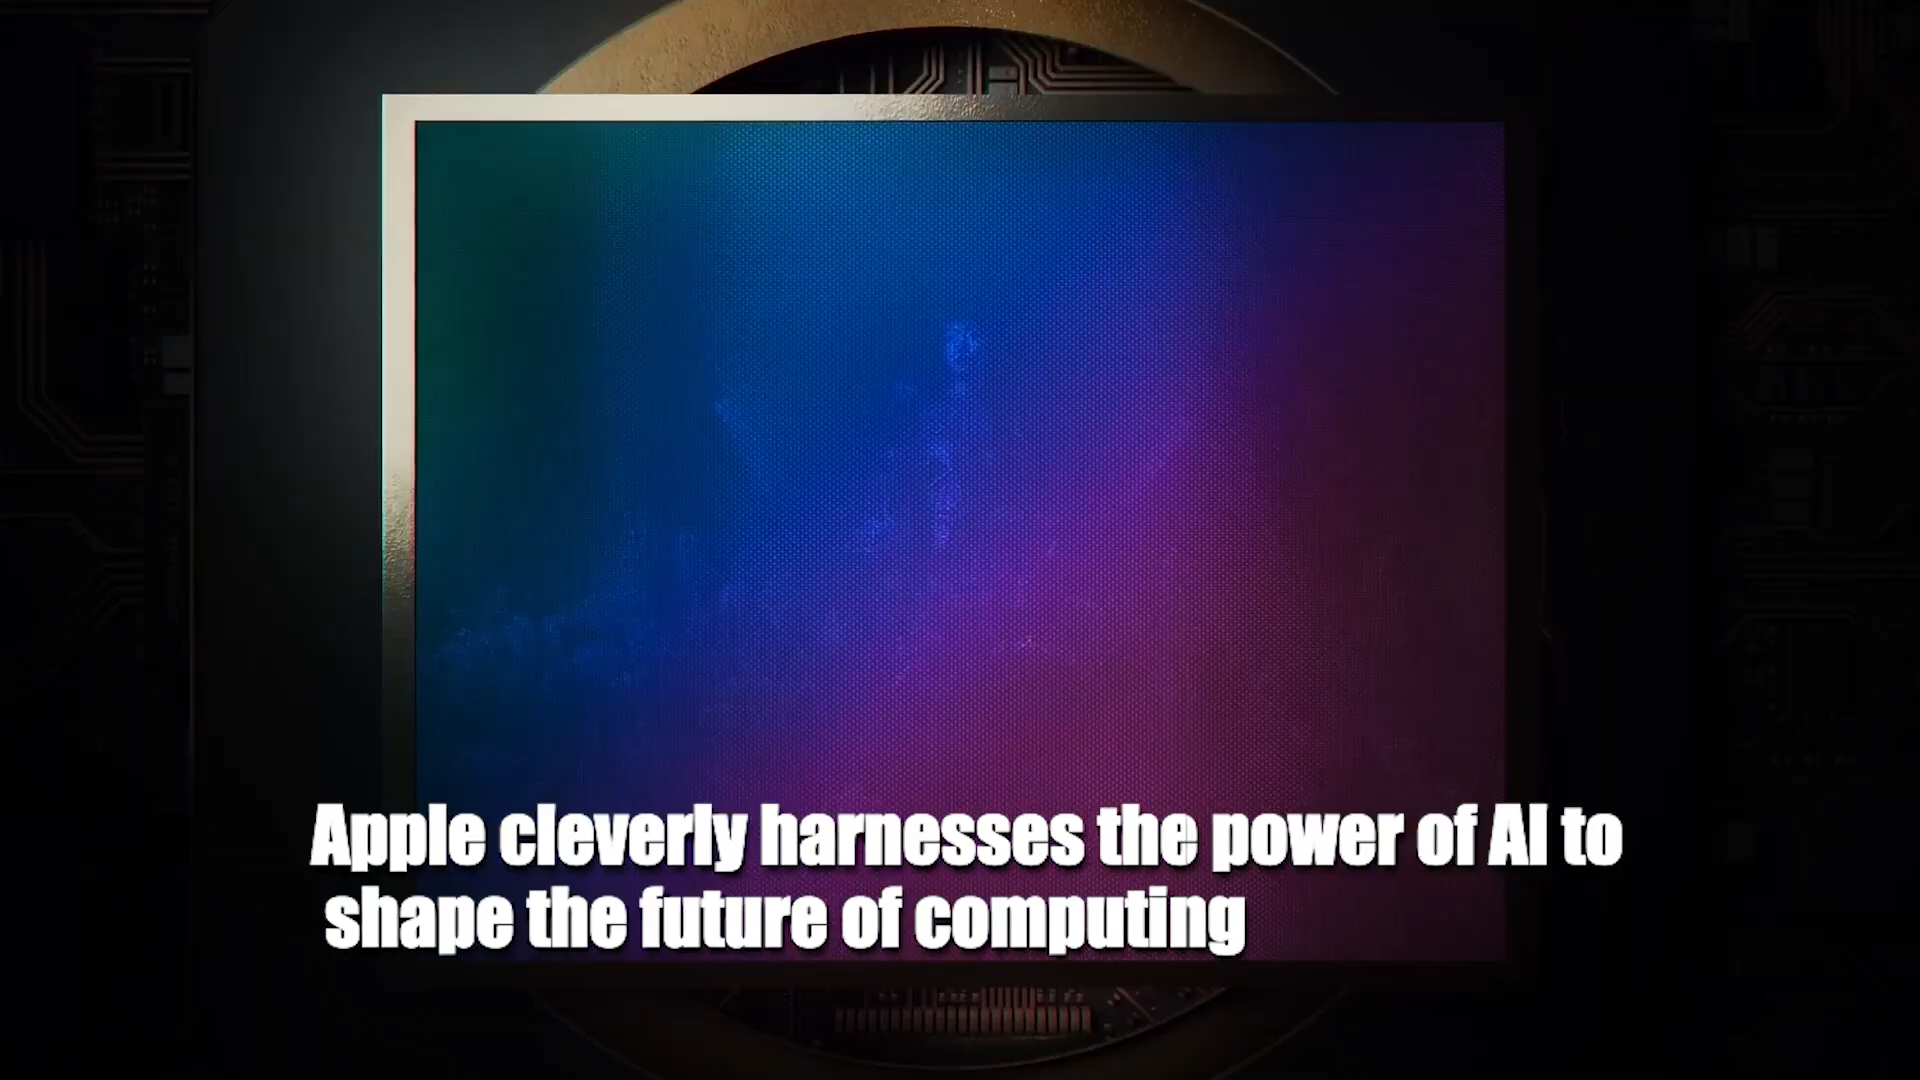 Apple cleverly harnesses the power of AI to
shape the future of computing